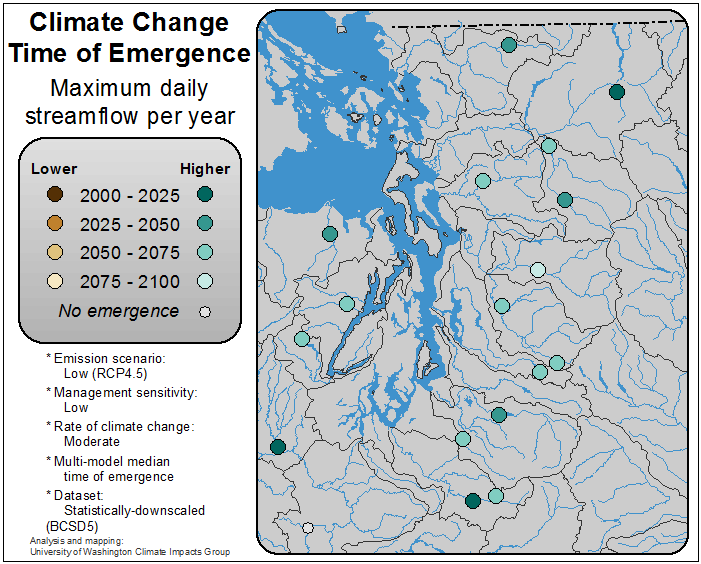 Climate Change
Time of Emergence
Maximum daily
streamflow per year
Lower Higher
2000 - 2025
2025 - 2050
2050 - 2075
2075 - 2100
No emergence
* Emission scenario:
Low (RCP4.5)
* Management sensitivity:
Low
* Rate of climate change:
Moderate
* Multi-model median
time of emergence
* Dataset:
Statistically-downscaled
(BCSD5)
Analysis and mapping:
University of Washington Climate Impacts Group